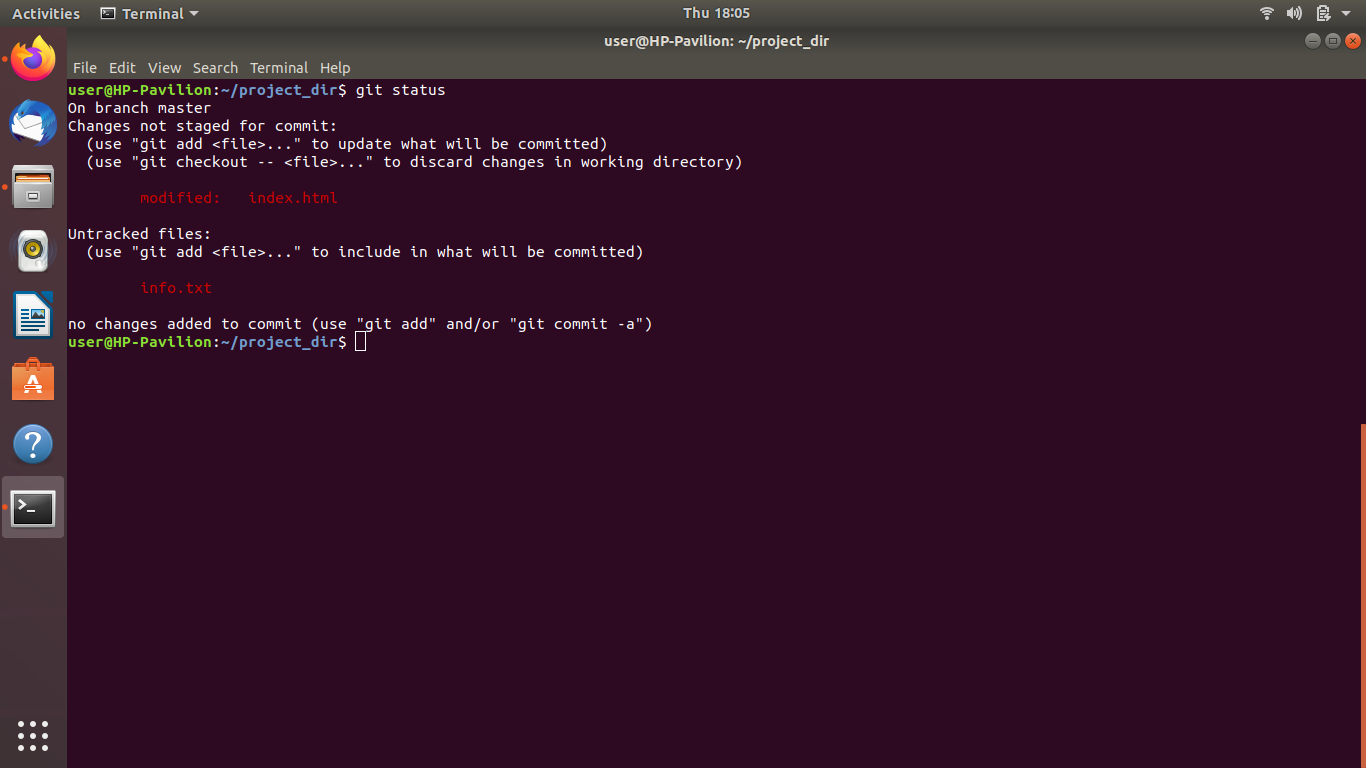 Activities Terminal Thu 18:05
user@HP-Pavilion: ~/project_dir
File Edit View Search Terminal Help
user@HP-Pavilion:~/project_dir$ git status
On branch master
Changes not staged for commit:
  (use "git add <file>..." to update what will be committed)
  (use "git checkout -- <file>..." to discard changes in working directory)
        modified:   index.html
Untracked files:
  (use "git add <file>..." to include in what will be committed)
        info.txt
no changes added to commit (use "git add" and/or "git commit -a")
user@HP-Pavilion:~/project_dir$